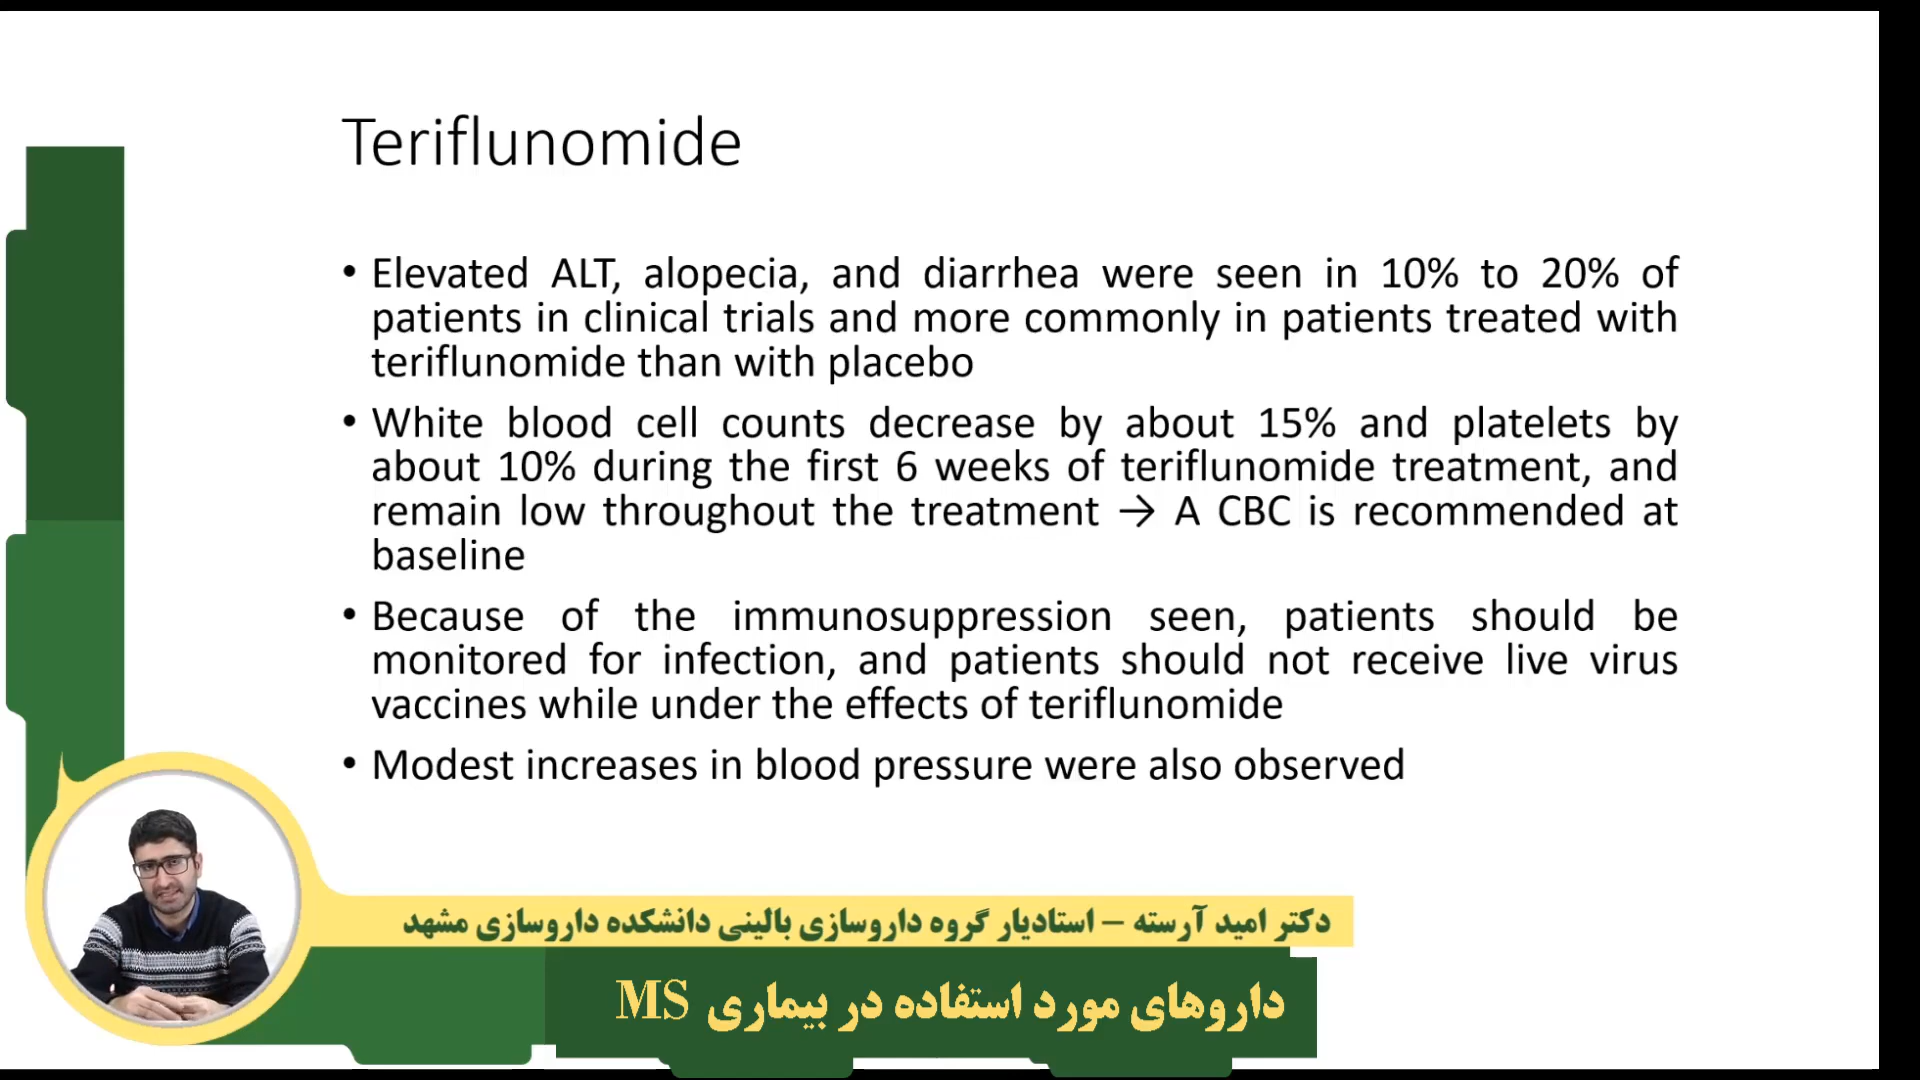 Teriflunomide
• Elevated ALT, alopecia, and diarrhea were seen in 10% to 20% of
patients in clinical trials and more commonly in patients treated with
teriflunomide than with placebo
• White blood cell counts decrease by about 15% and platelets by
about 10% during the first 6 weeks of teriflunomide treatment, and
remain low throughout the treatment → A CBC is recommended at
baseline
• Because of the immunosuppression seen, patients should be
monitored for infection, and patients should not receive live virus
vaccines while under the effects of teriflunomide
• Modest increases in blood pressure were also observed
دکتر امید آرسته – استادیار گروه داروسازی بالینی دانشکده داروسازی مشهد
داروهای مورد استفاده در بیماری MS